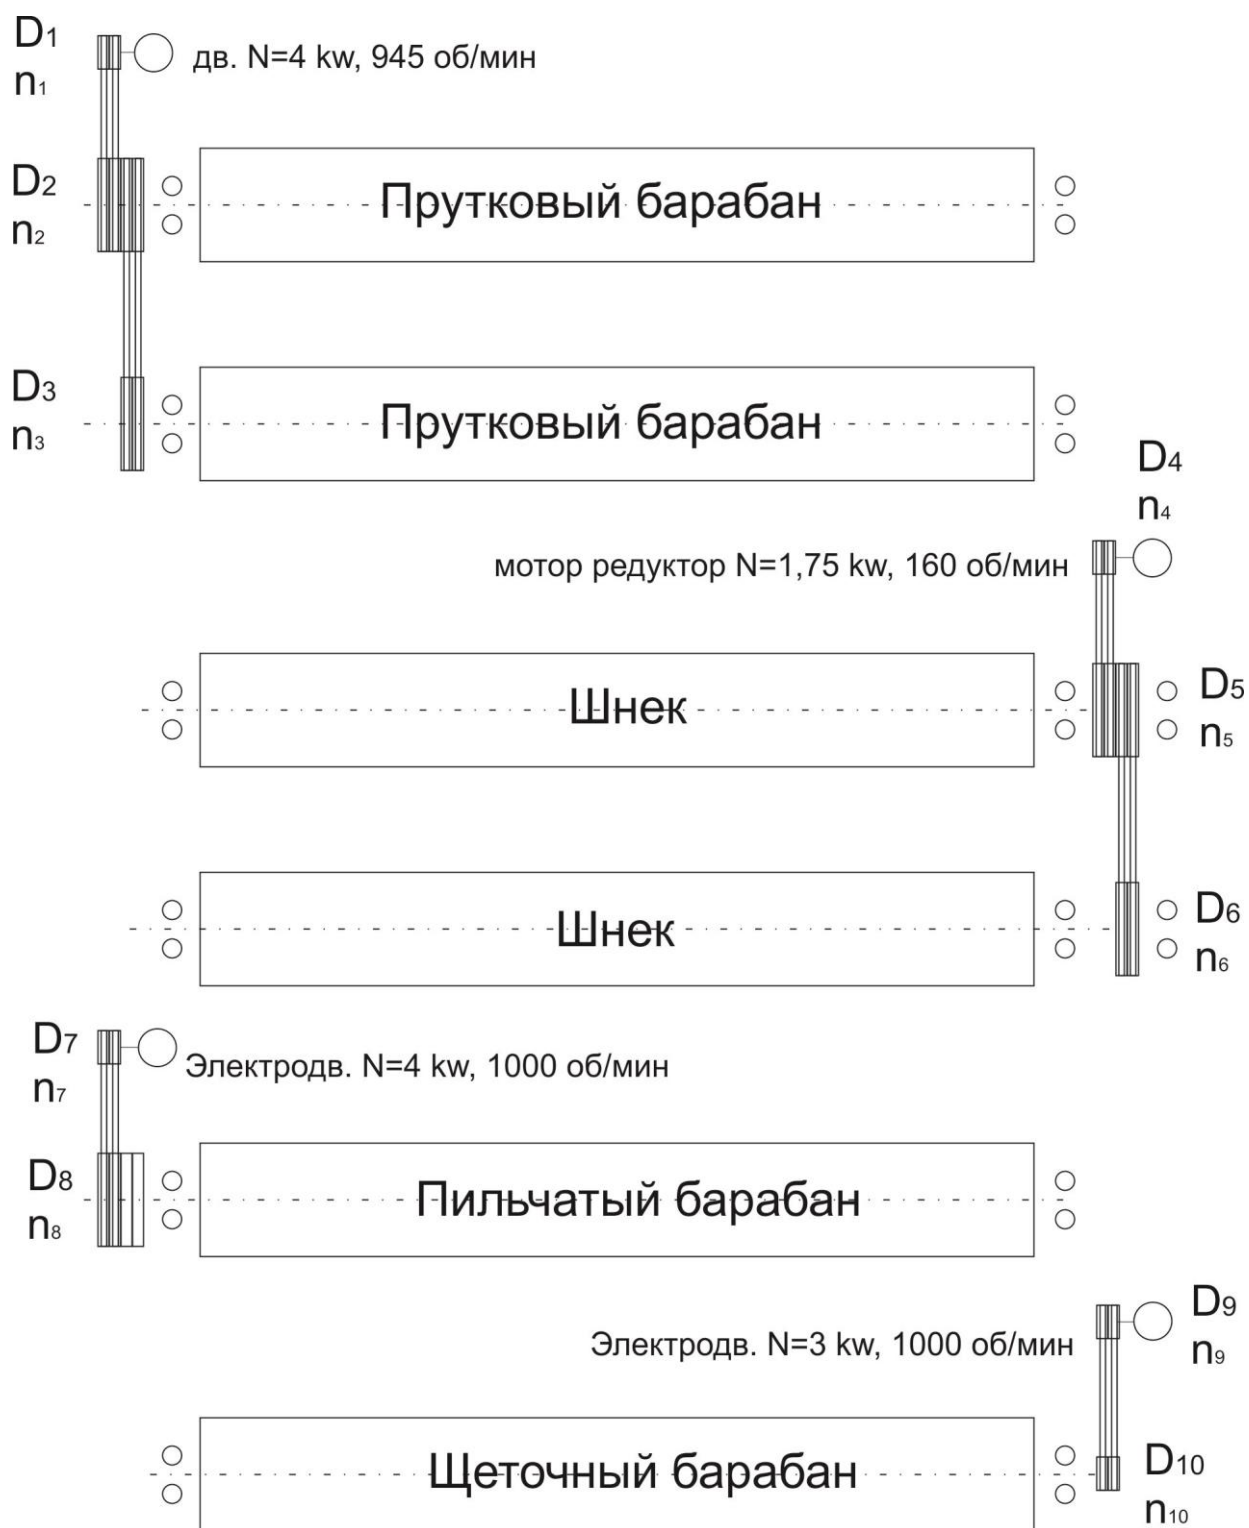 D1
n1
дв. N=4 kw, 945 об/мин
D2
n2
Прутковый барабан
D3
n3
Прутковый барабан
D4
n4
мотор редуктор N=1,75 kw, 160 об/мин
Шнек
D5
n5
Шнек
D6
n6
D7
n7
Электродв. N=4 kw, 1000 об/мин
D8
n8
Пильчатый барабан
D9
n9
Электродв. N=3 kw, 1000 об/мин
Щеточный барабан
D10
n10